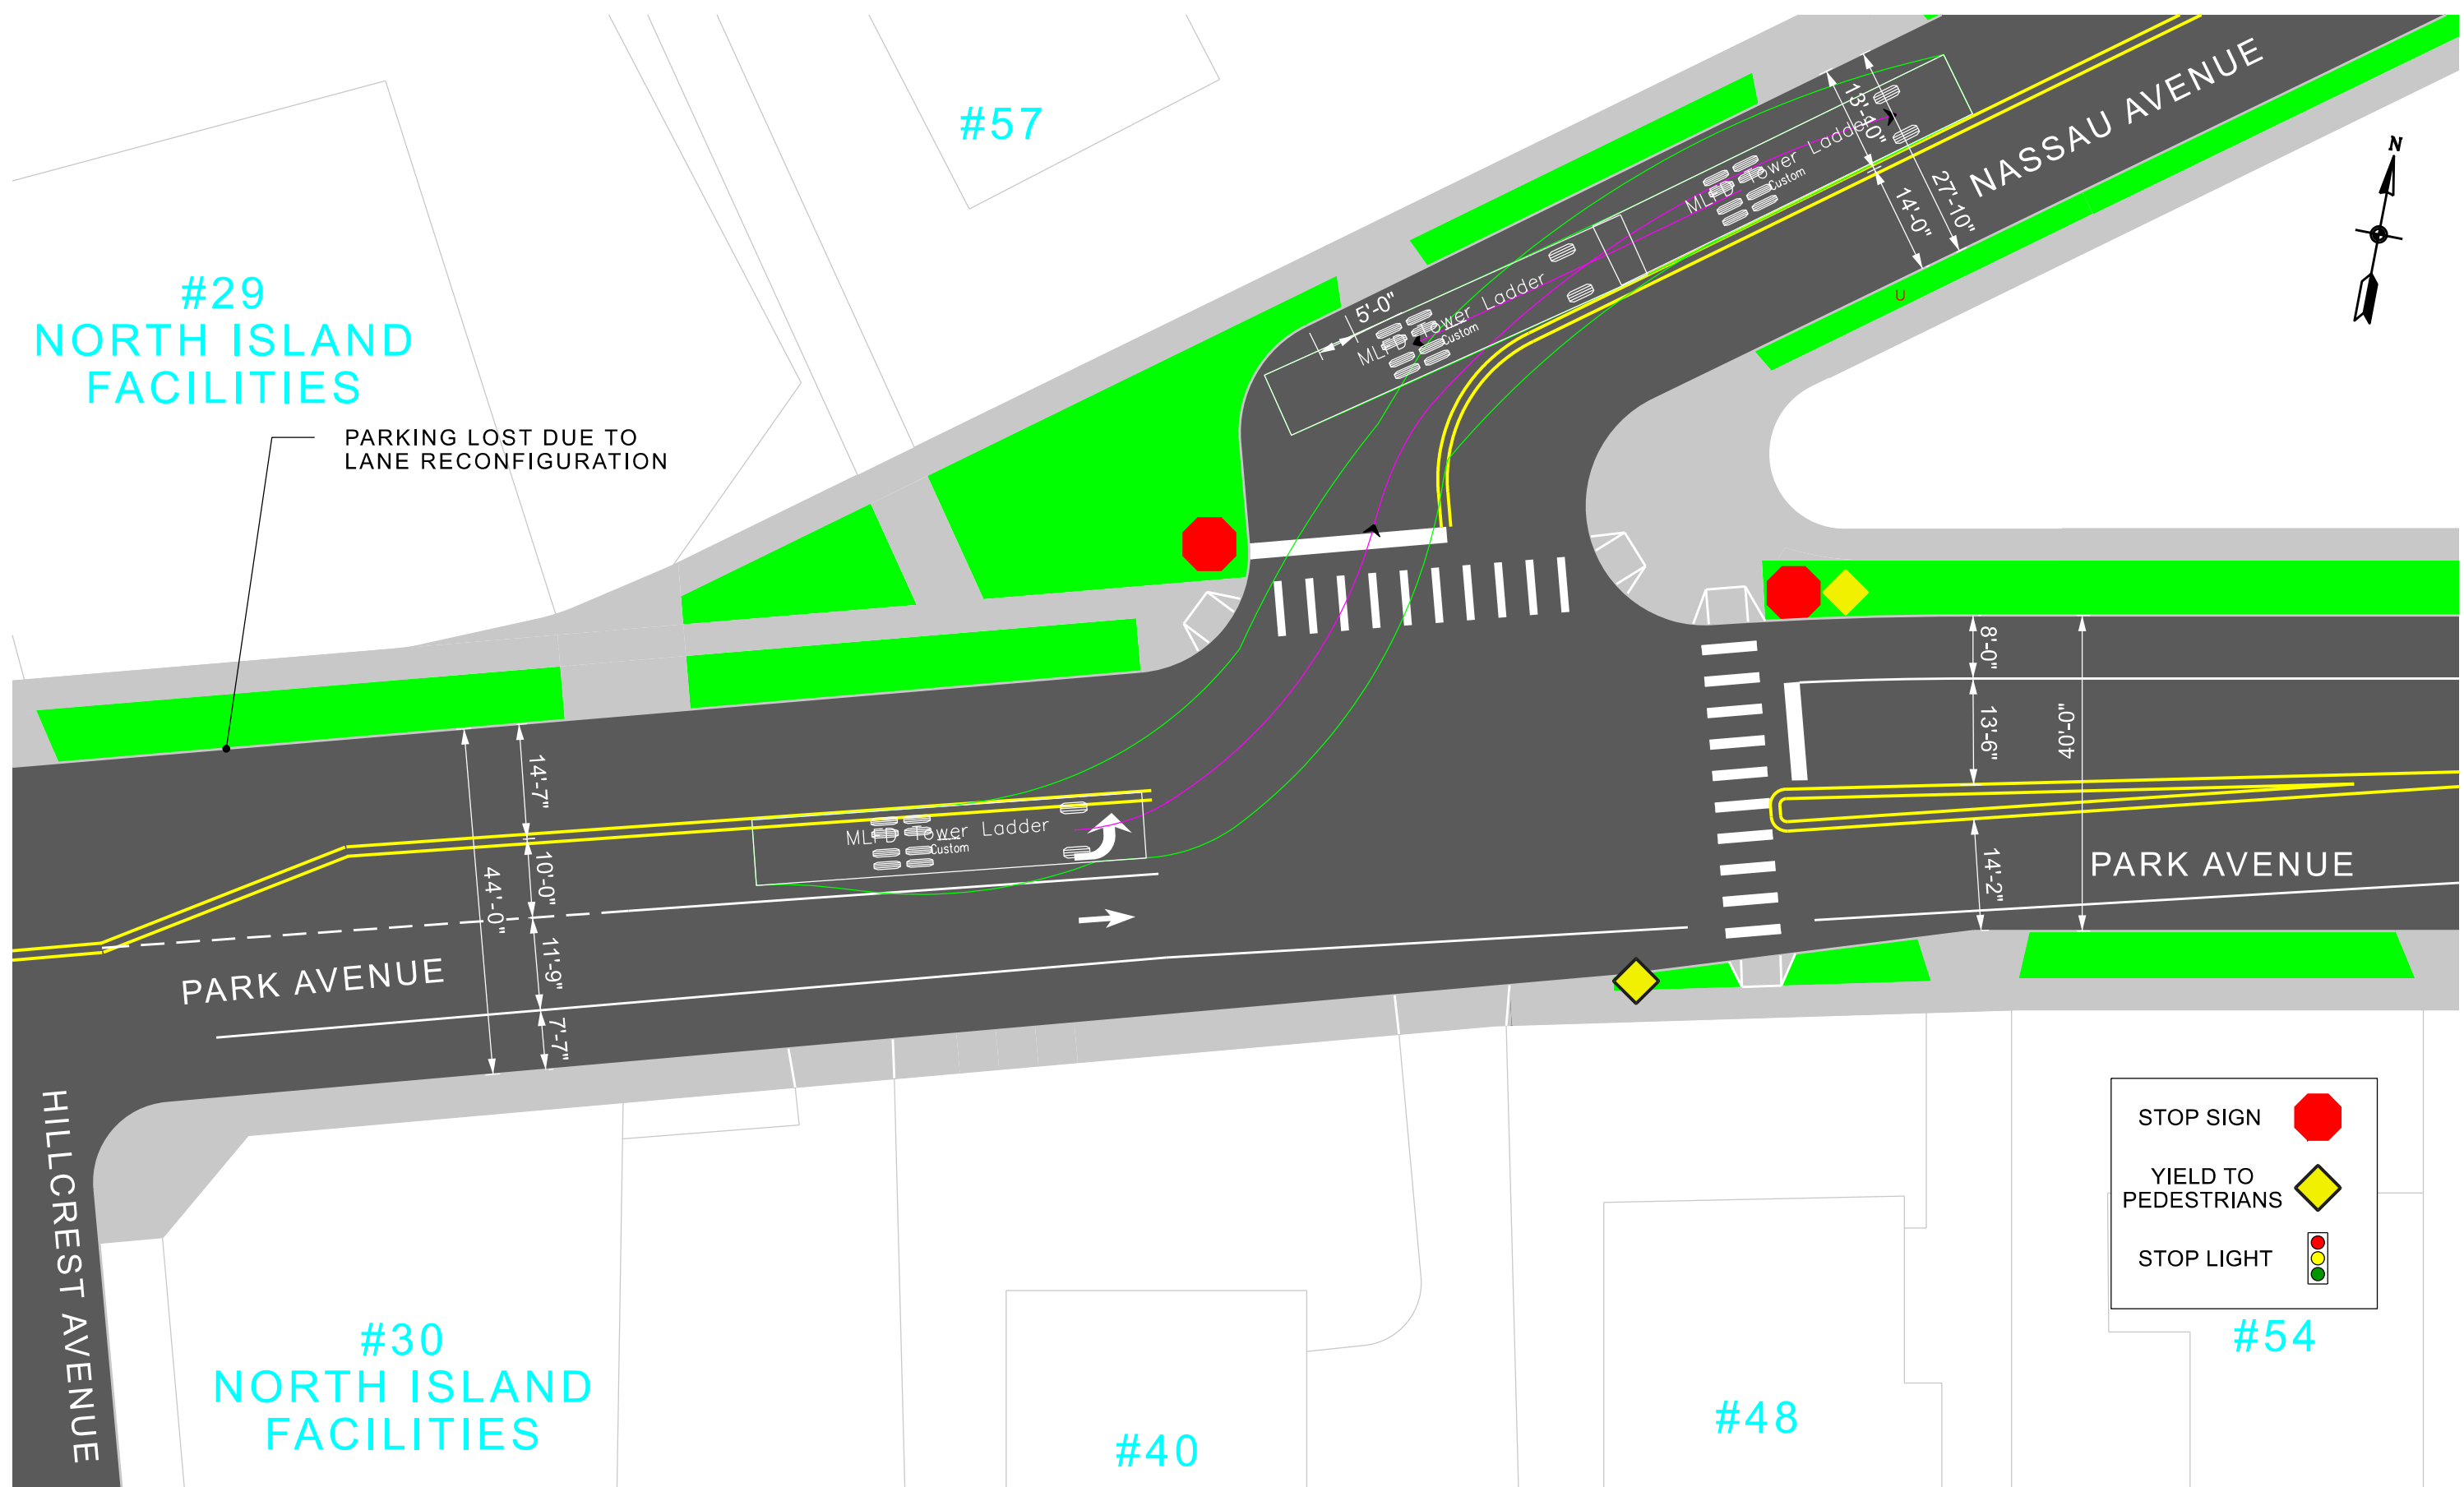 #57
NASSAU AVENUE
N
13'-10"
27'-10"
14'-0"
MLFD Tower Ladder
Custom
#29
NORTH ISLAND
FACILITIES
U
5'-0"
MLFD Tower Ladder
Custom
PARKING LOST DUE TO
LANE RECONFIGURATION
8'-0"
13'-6"
40'-0"
14'-2"
14'-7"
10'-0"
44'-0"
11'-9"
7'-7"
MLFD Tower Ladder
Custom
PARK AVENUE
PARK AVENUE
HILLCREST AVENUE
STOP SIGN
YIELD TO
PEDESTRIANS
STOP LIGHT
#30
NORTH ISLAND
FACILITIES
#40
#48
#54